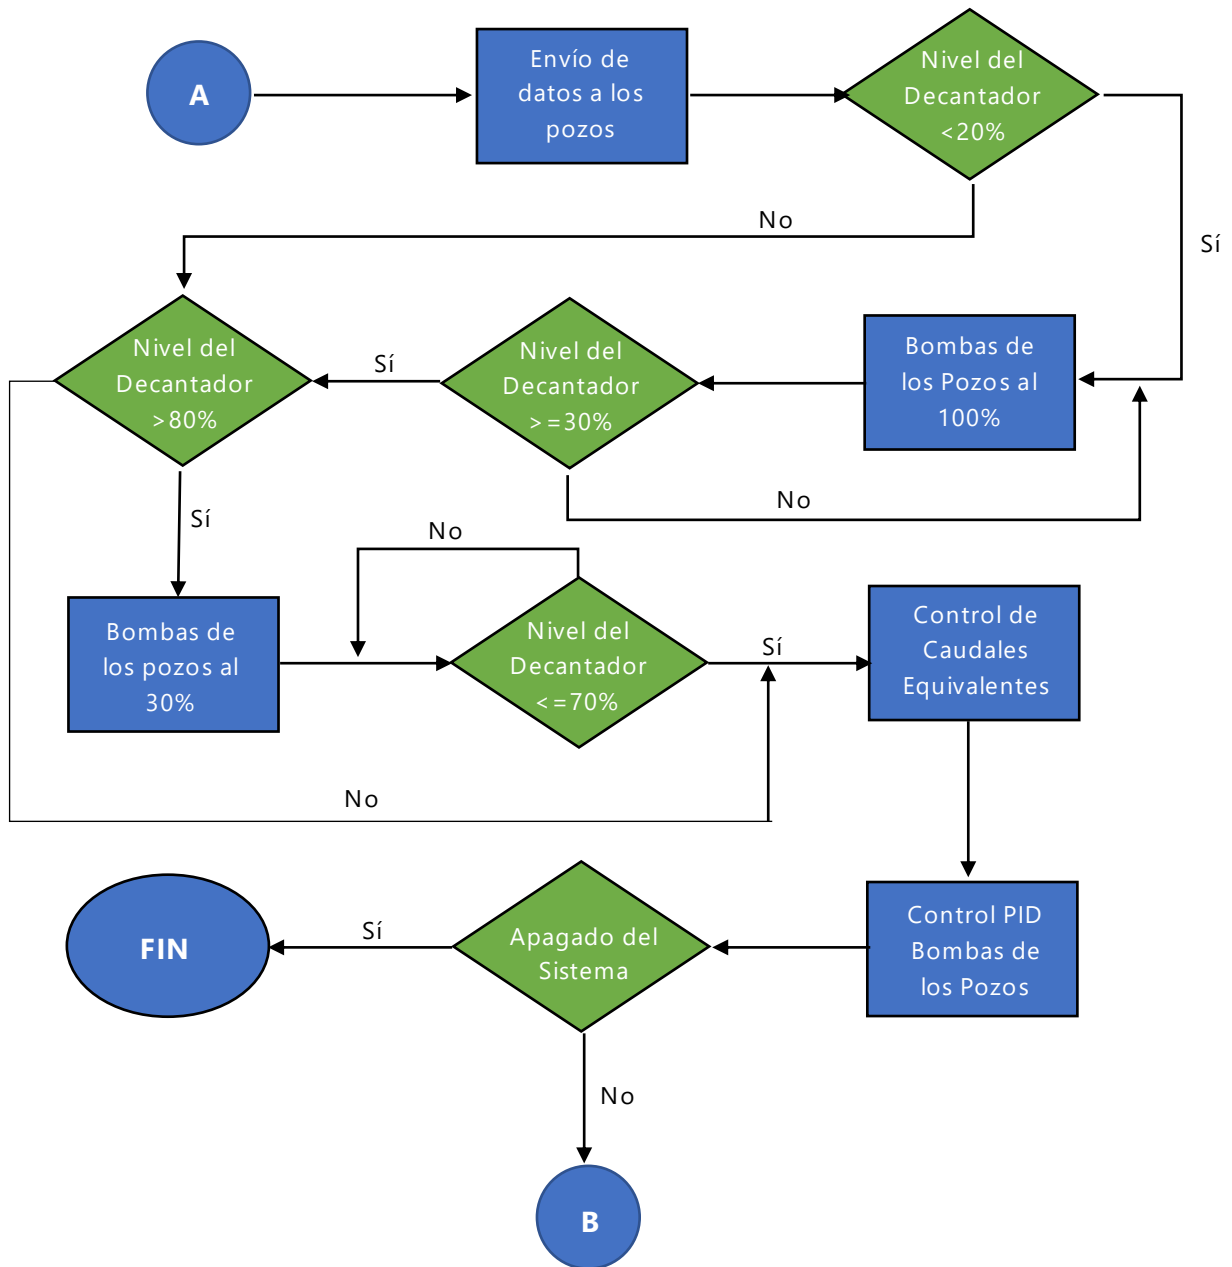 A
Envío de
datos a los
pozos
Nivel del
Decantador
<20%
No
Sí
Nivel del
Decantador
>80%
Sí
Nivel del
Decantador
>=30%
Bombas de
los Pozos al
100%
No
Sí
No
Bombas de
los pozos al
30%
Nivel del
Decantador
<=70%
Sí
Control de
Caudales
Equivalentes
No
FIN
Sí
Apagado del
Sistema
Control PID
Bombas de
los Pozos
No
B